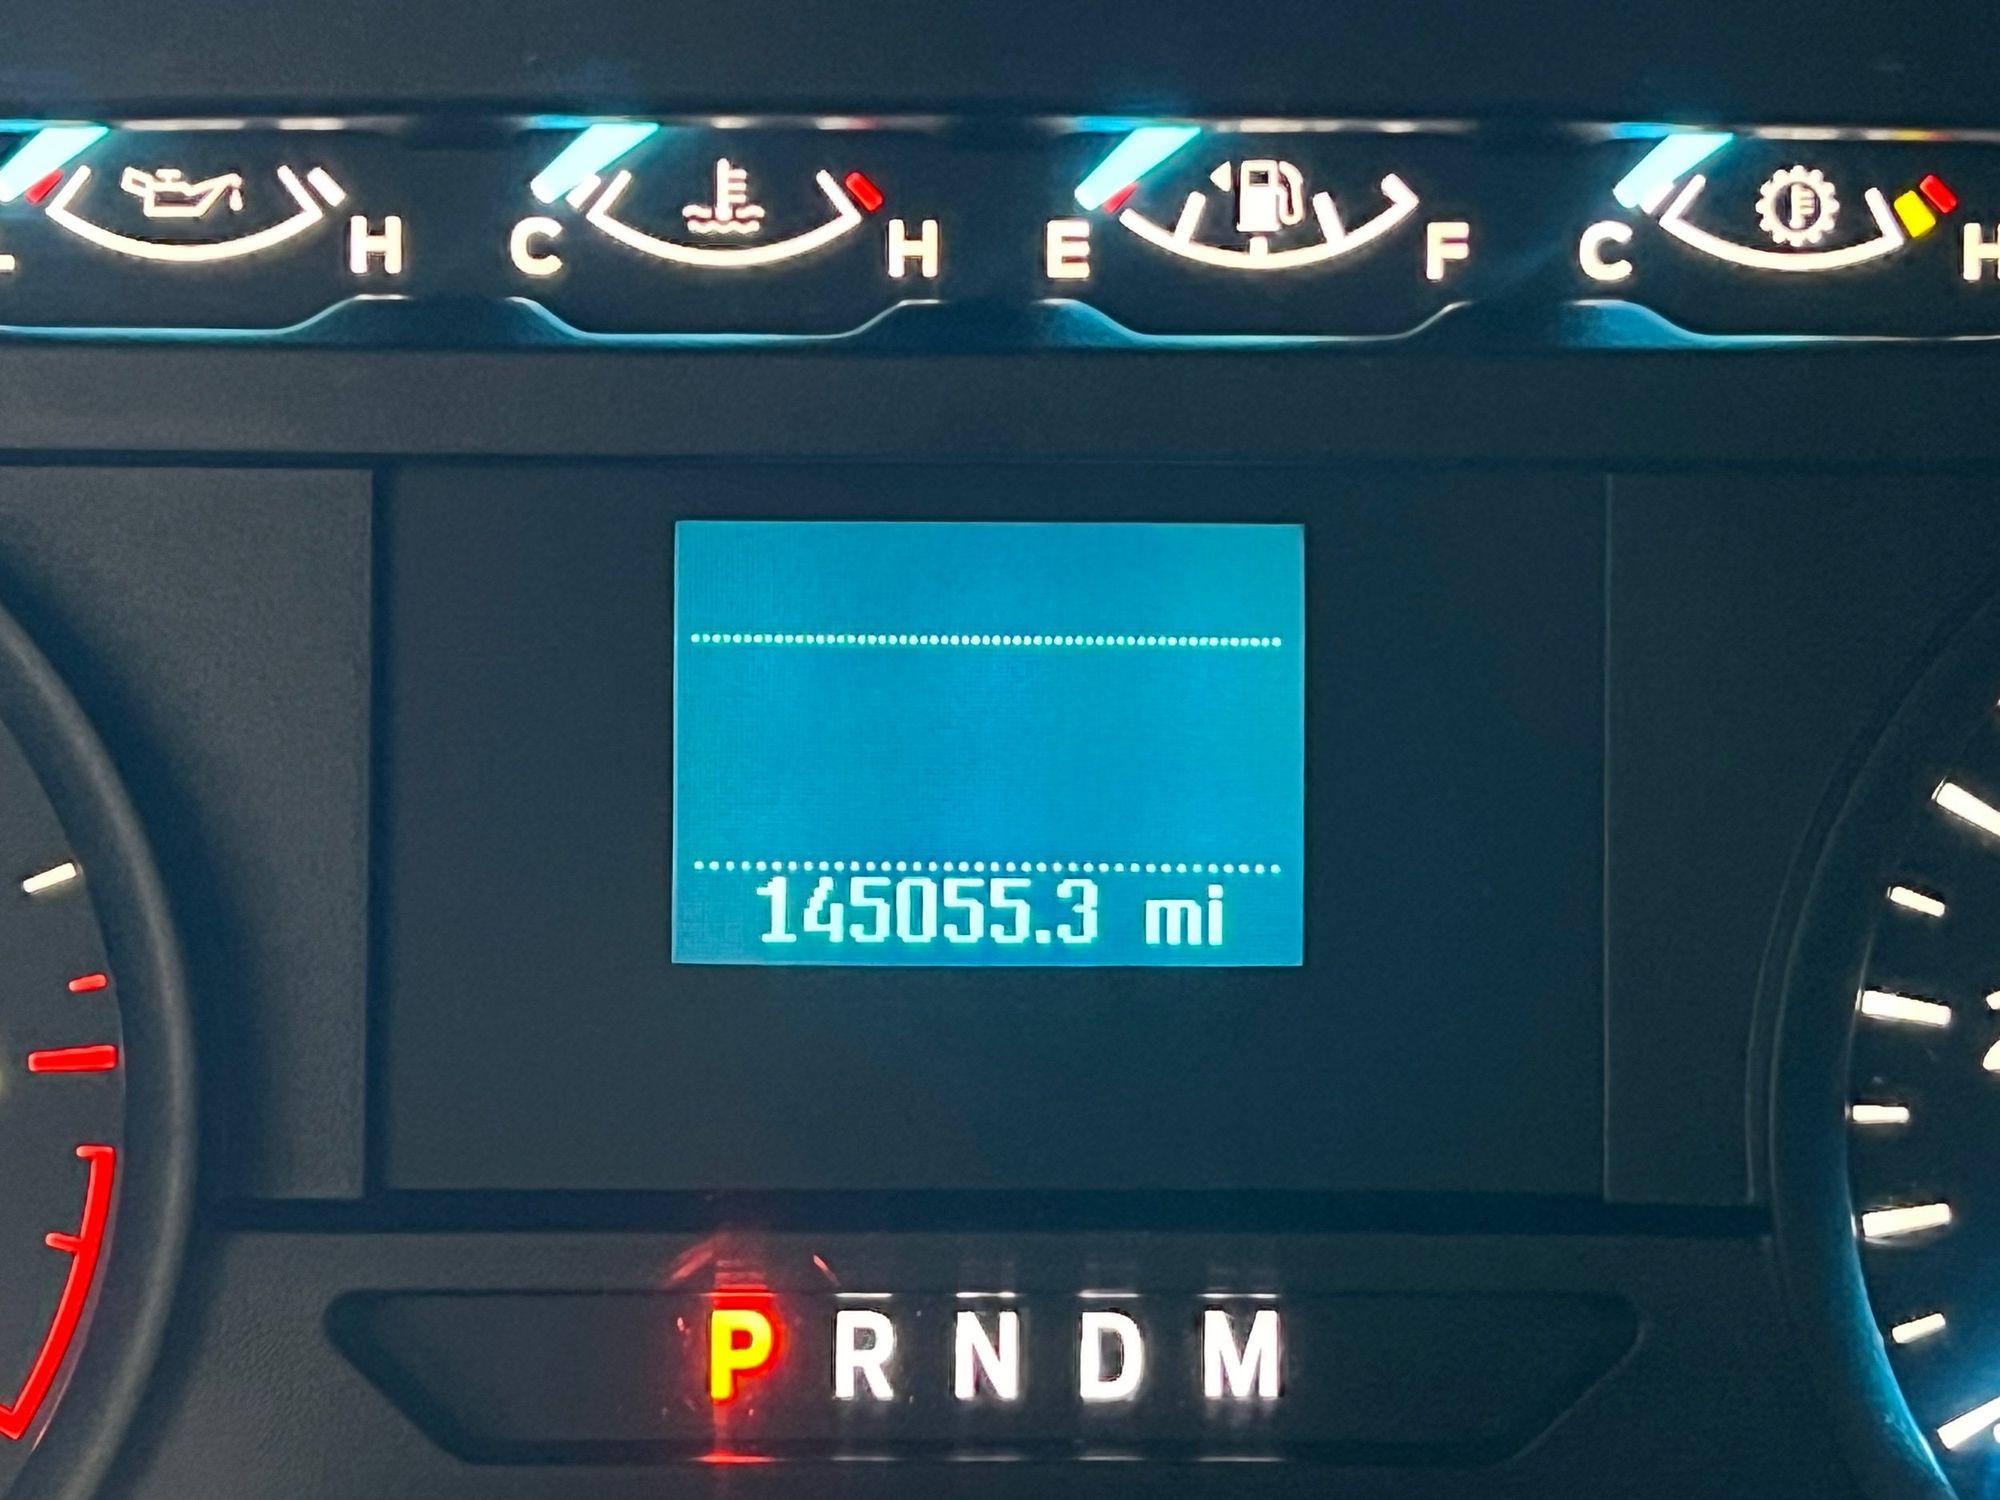 L H C H E F C H
145055.3 mi
P R N D M